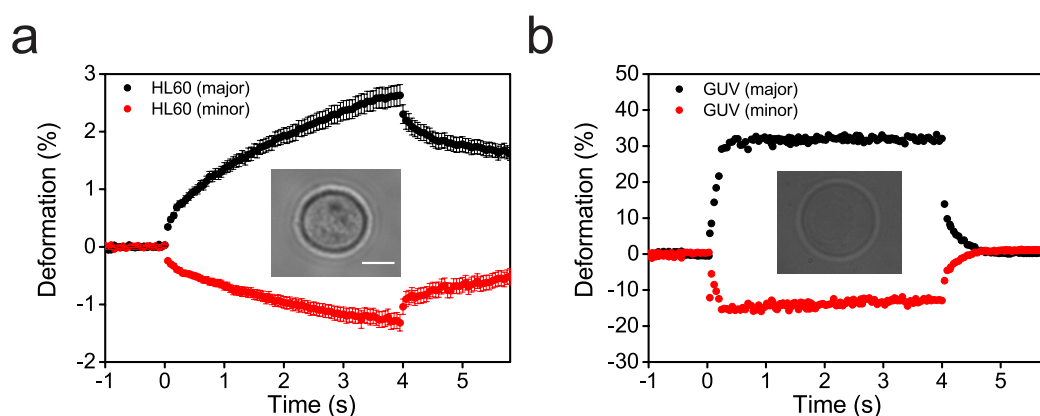 a
3
2
1
0
-1
-2
Deformation (%)
HL60 (major)
HL60 (minor)
-1 0 1 2 3 4 5
Time (s)
b
50
40
30
20
10
0
-10
-20
-30
Deformation (%)
GUV (major)
GUV (minor)
-1 0 1 2 3 4 5
Time (s)